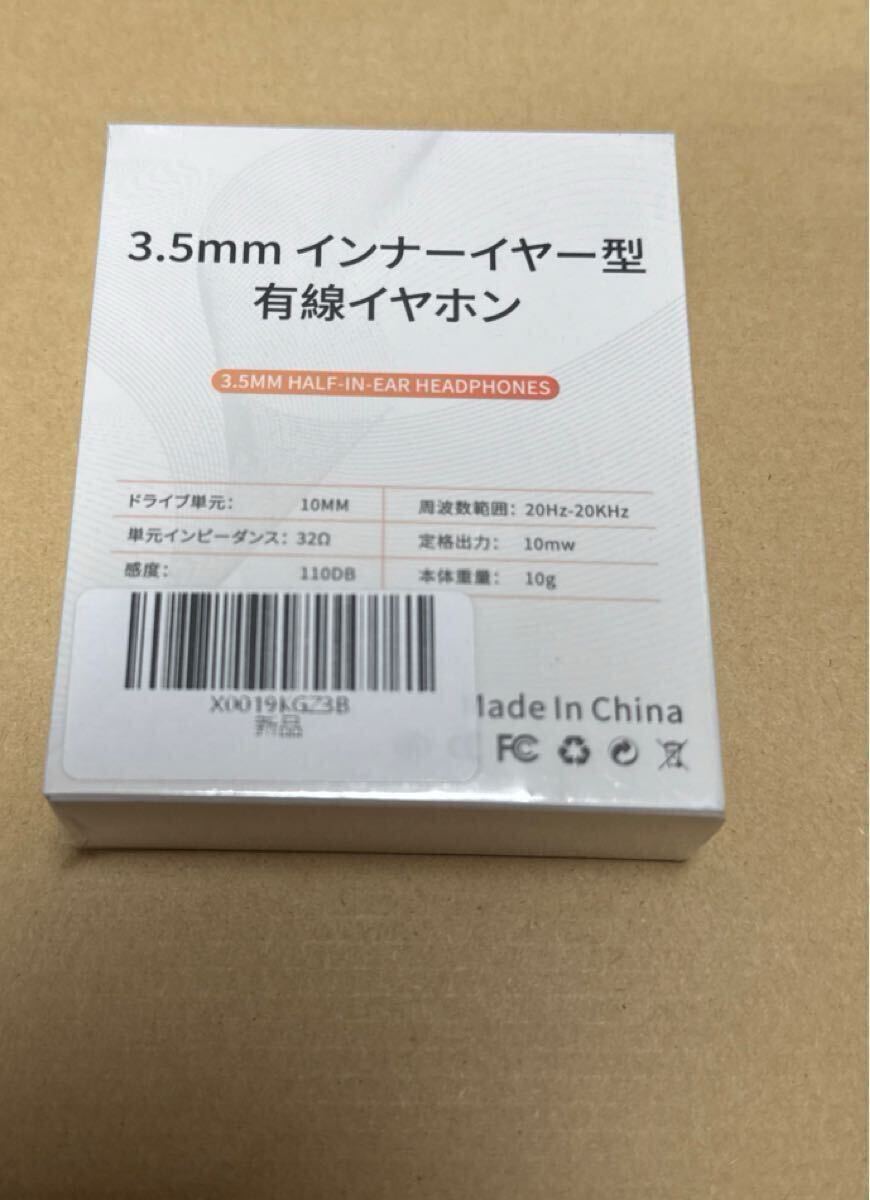 3.5mm インナーイヤー型
有線イヤホン
3.5MM HALF-IN-EAR HEADPHONES
ドライブ単元： 10MM
周波数範囲： 20Hz-20KHz
単元インピーダンス： 32Ω
定格出力： 10mw
感度： 110DB
本体重量： 10g
X0019KGZ3B
新品
Made In China
FC